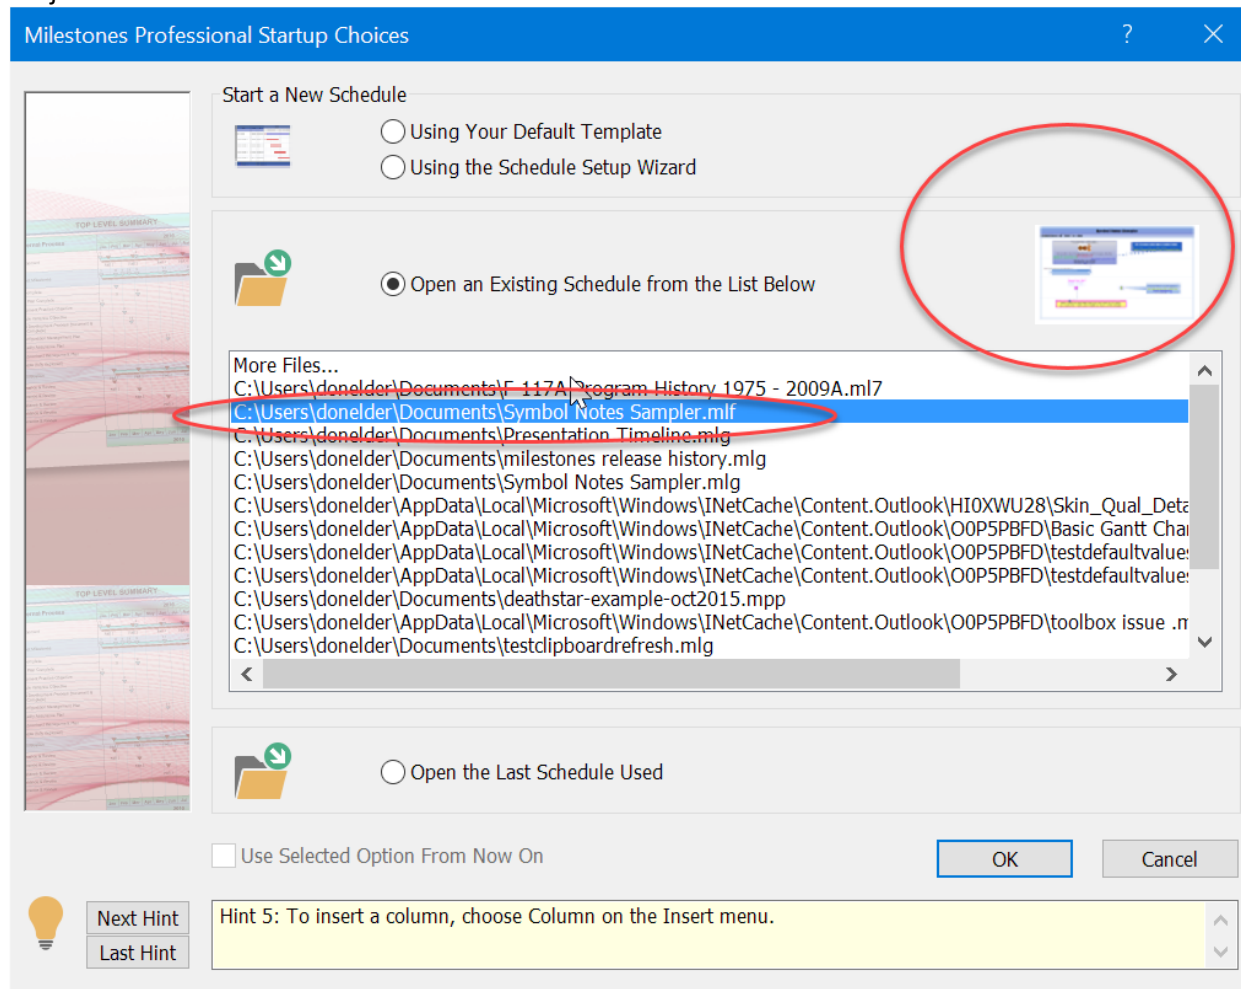 Milestones Professional Startup Choices
Start a New Schedule
Using Your Default Template
Using the Schedule Setup Wizard
TOP LEVEL SUMMARY
Open an Existing Schedule from the List Below
More Files...
C:\Users\donelder\Documents\F-117A Program History 1975 - 2009A.ml7
C:\Users\donelder\Documents\Symbol Notes Sampler.mlf
C:\Users\donelder\Documents\Presentation Timeline.mlg
C:\Users\donelder\Documents\milestones release history.mlg
C:\Users\donelder\Documents\Symbol Notes Sampler.mlg
C:\Users\donelder\AppData\Local\Microsoft\Windows\INetCache\Content.Outlook\HI0XWU28\Skin_Qual_Deta
C:\Users\donelder\AppData\Local\Microsoft\Windows\INetCache\Content.Outlook\O0P5PBFD\Basic Gantt Char
C:\Users\donelder\AppData\Local\Microsoft\Windows\INetCache\Content.Outlook\O0P5PBFD\testdefaultvalues
C:\Users\donelder\AppData\Local\Microsoft\Windows\INetCache\Content.Outlook\O0P5PBFD\testdefaultvalues
C:\Users\donelder\Documents\deathstar-example-oct2015.mpp
C:\Users\donelder\AppData\Local\Microsoft\Windows\INetCache\Content.Outlook\O0P5PBFD\toolbox issue .m
C:\Users\donelder\Documents\testclipboardrefresh.mlg
TOP LEVEL SUMMARY
Open the Last Schedule Used
Use Selected Option From Now On
OK
Cancel
Next Hint
Last Hint
Hint 5: To insert a column, choose Column on the Insert menu.